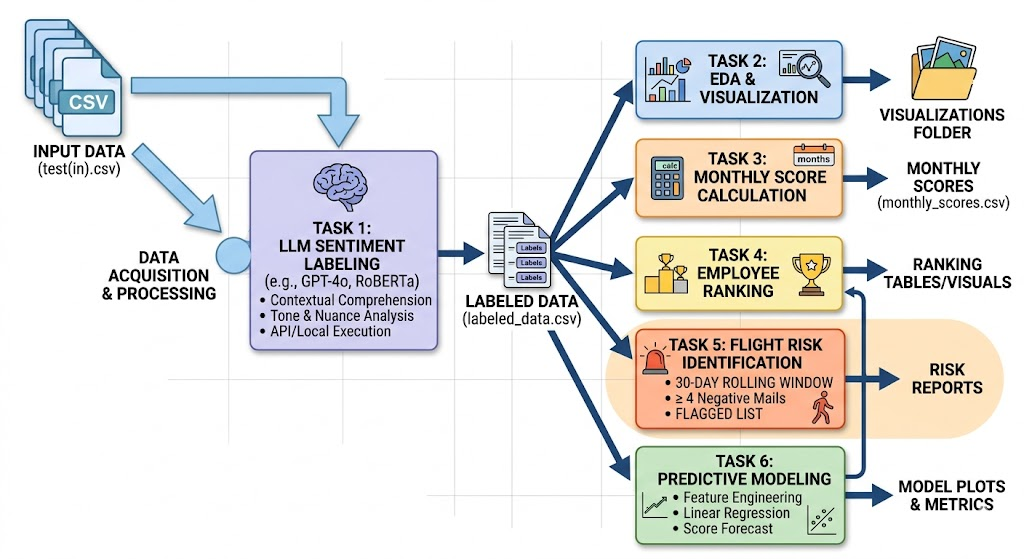 CSV
INPUT DATA
(test(in).csv)
DATA
ACQUISITION
& PROCESSING
TASK 1:
LLM SENTIMENT
LABELING
(e.g., GPT-4o, RoBERTa)
• Contextual Comprehension
• Tone & Nuance Analysis
• API/Local Execution
Labels
Labels
Labels
LABELED DATA
(labeled_data.csv)
TASK 2:
EDA &
VISUALIZATION
VISUALIZATIONS
FOLDER
calc
TASK 3:
MONTHLY SCORE
CALCULATION
months
MONTHLY
SCORES
(monthly_scores.csv)
TASK 4:
EMPLOYEE
RANKING
RANKING
TABLES/VISUALS
TASK 5: FLIGHT RISK
IDENTIFICATION
• 30-DAY ROLLING WINDOW
• ≥ 4 Negative Mails
• FLAGGED LIST
RISK
REPORTS
TASK 6:
PREDICTIVE MODELING
• Feature Engineering
• Linear Regression
• Score Forecast
MODEL PLOTS
& METRICS